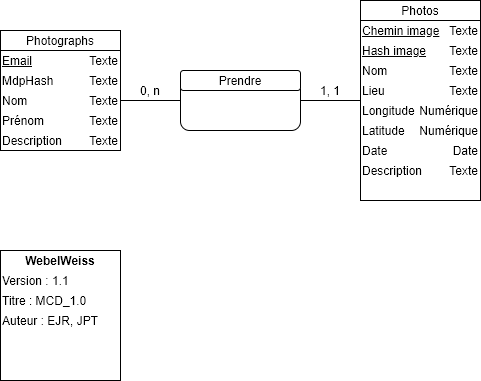 Photographs
Email Texte
MdpHash Texte
Nom Texte
Prénom Texte
Description Texte
0, n
Prendre
1, 1
Photos
Chemin image Texte
Hash image Texte
Nom Texte
Lieu Texte
Longitude Numérique
Latitude Numérique
Date Date
Description Texte
WebelWeiss
Version : 1.1
Titre : MCD_1.0
Auteur : EJR, JPT